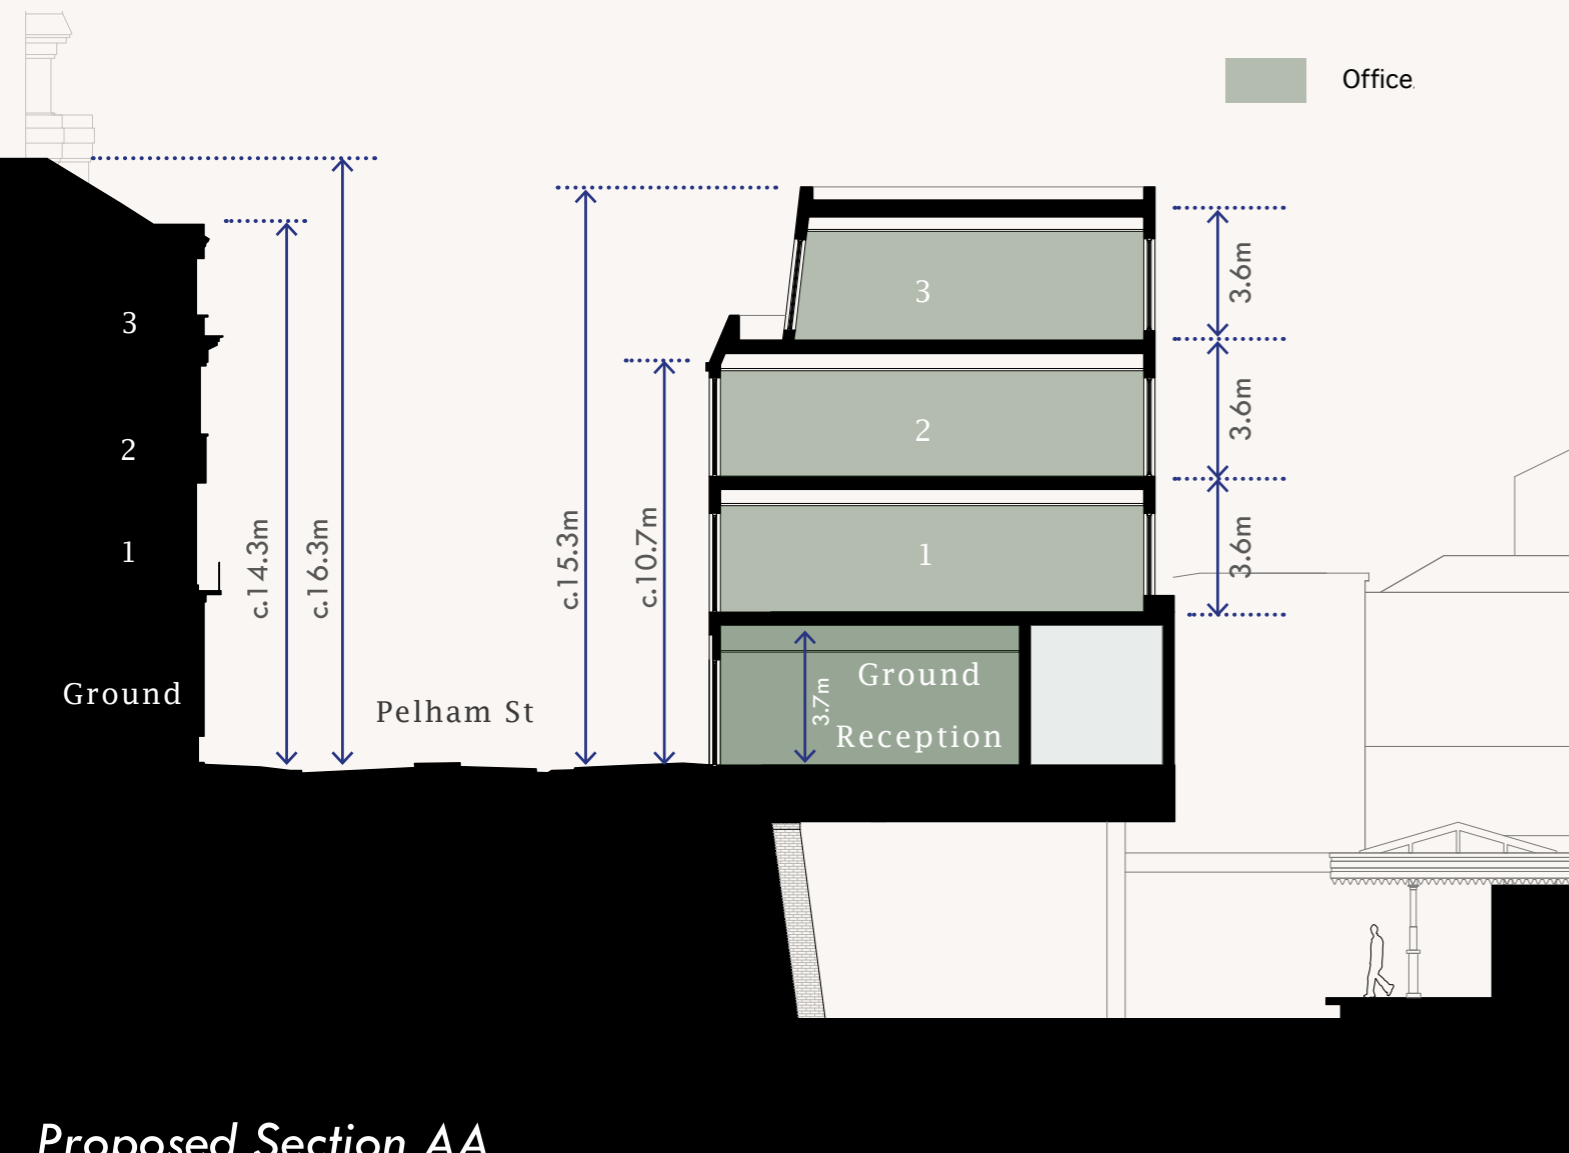 Office
3
3.6m
3
2
3.6m
2
1
3.6m
1
c.14.3m
c.16.3m
c.15.3m
c.10.7m
Ground
Pelham St
3.7m
Ground
Reception
Proposed Section AA